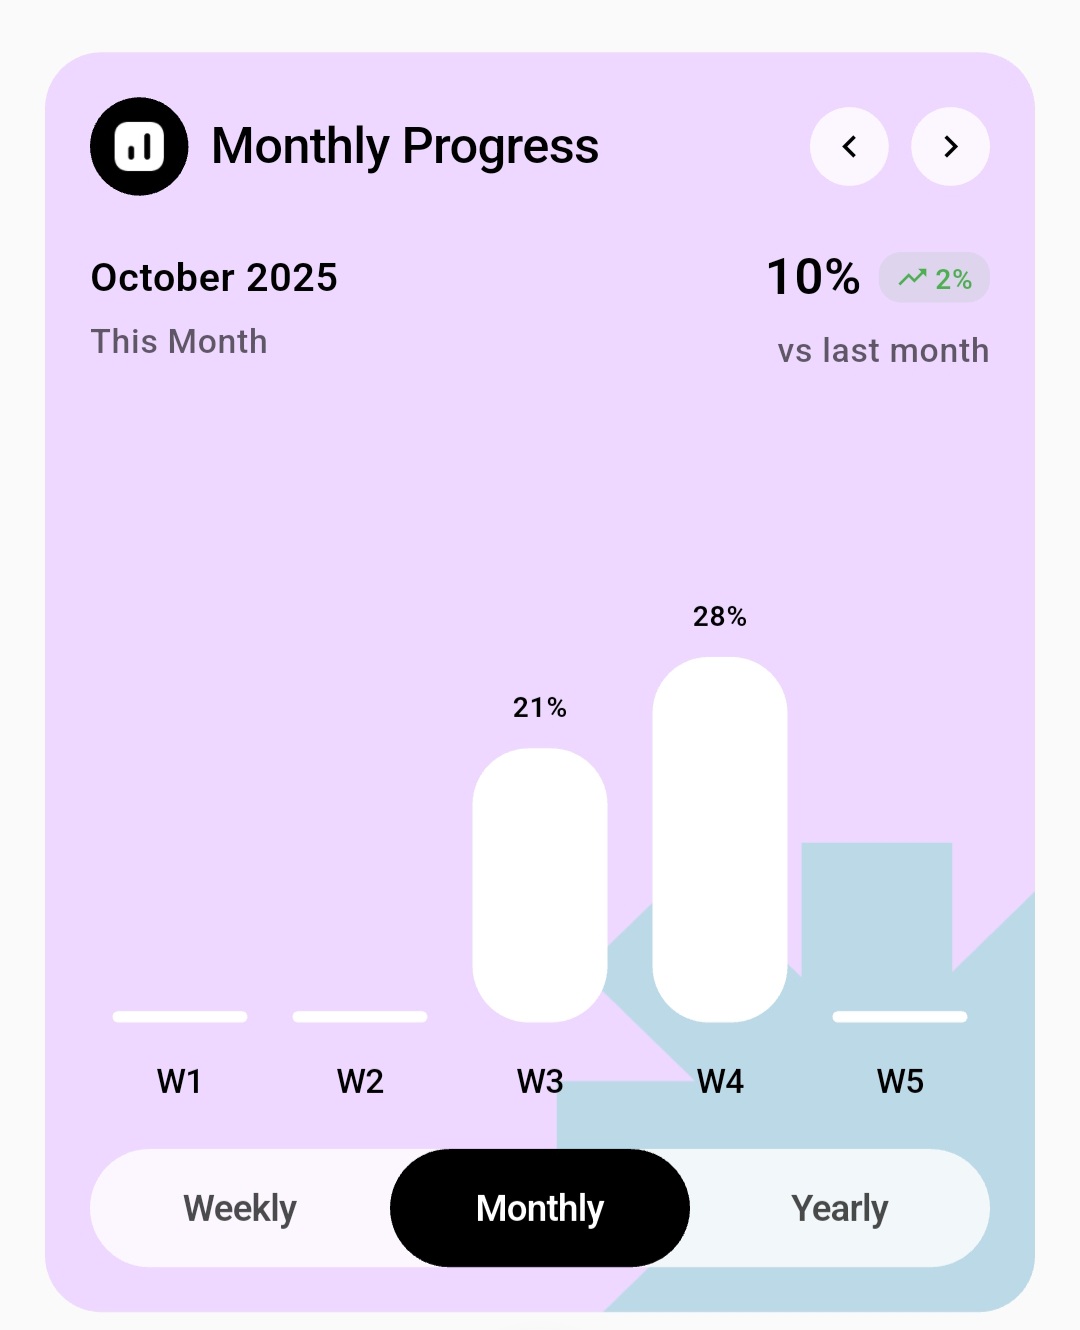 Monthly Progress
October 2025
10% 2%
This Month
vs last month
28%
21%
W1 W2 W3 W4 W5
Weekly Monthly Yearly